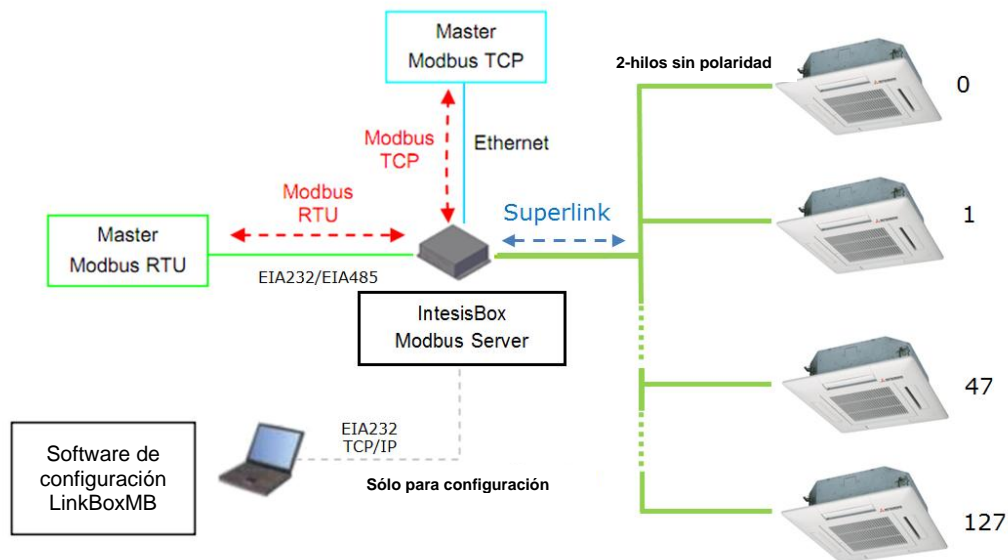 Master
Modbus TCP
2-hilos sin polaridad
0
Modbus
TCP
Ethernet
Modbus
RTU
Superlink
1
Master
Modbus RTU
EIA232/EIA485
IntesisBox
Modbus Server
47
EIA232
TCP/IP
Software de
configuración
LinkBoxMB
Sólo para configuración
127